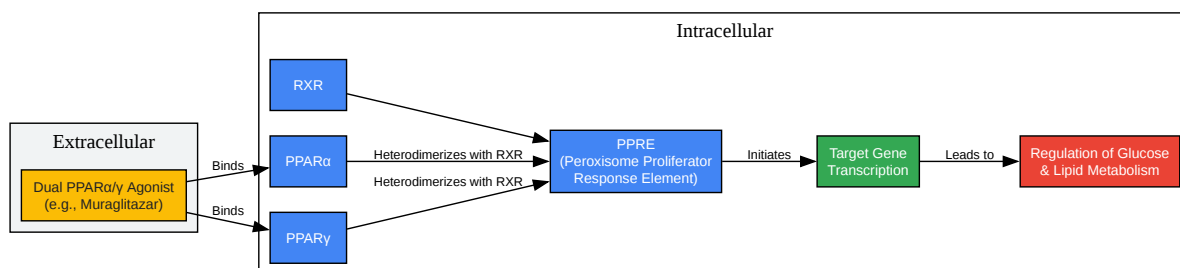 Intracellular
RXR
Extracellular
Dual PPARα/γ Agonist
(e.g., Muraglitazar)
Binds
Binds
PPARα
PPARγ
Heterodimerizes with RXR
Heterodimerizes with RXR
PPRE
(Peroxisome Proliferator
Response Element)
Initiates
Target Gene
Transcription
Leads to
Regulation of Glucose
& Lipid Metabolism